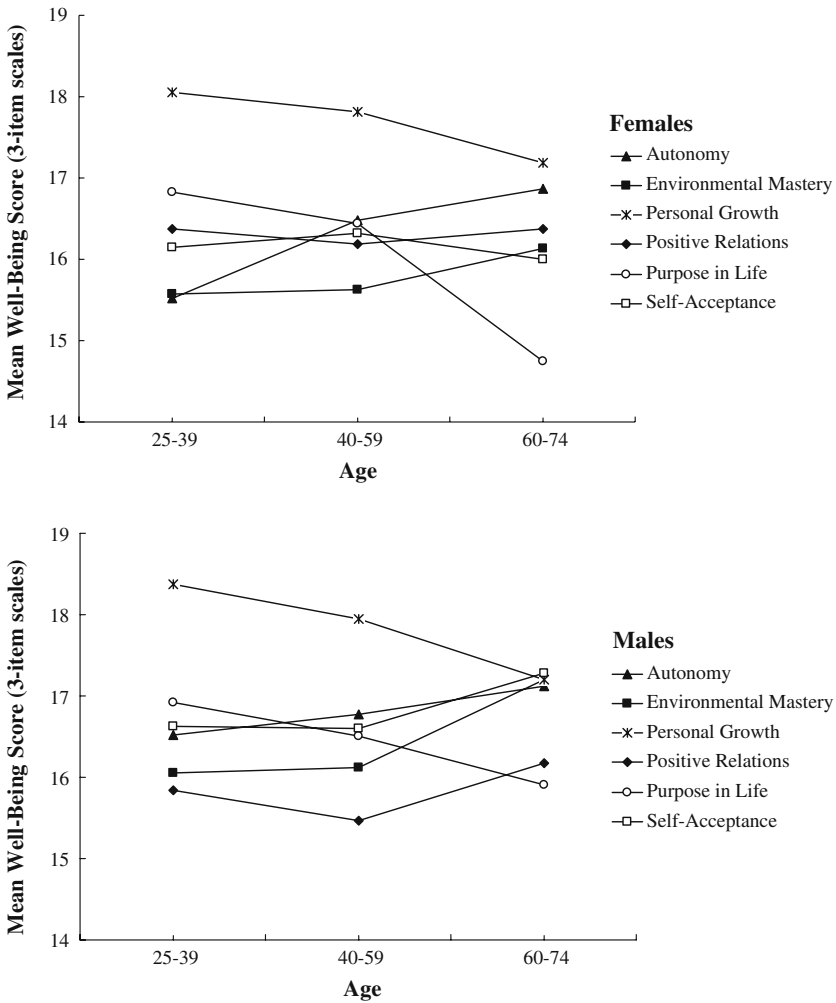 Mean Well-Being Score (3-item scales)
19
18
17
16
15
14
25-39
40-59
60-74
Age
Females
Autonomy
Environmental Mastery
Personal Growth
Positive Relations
Purpose in Life
Self-Acceptance
Mean Well-Being Score (3-item scales)
19
18
17
16
15
14
25-39
40-59
60-74
Age
Males
Autonomy
Environmental Mastery
Personal Growth
Positive Relations
Purpose in Life
Self-Acceptance